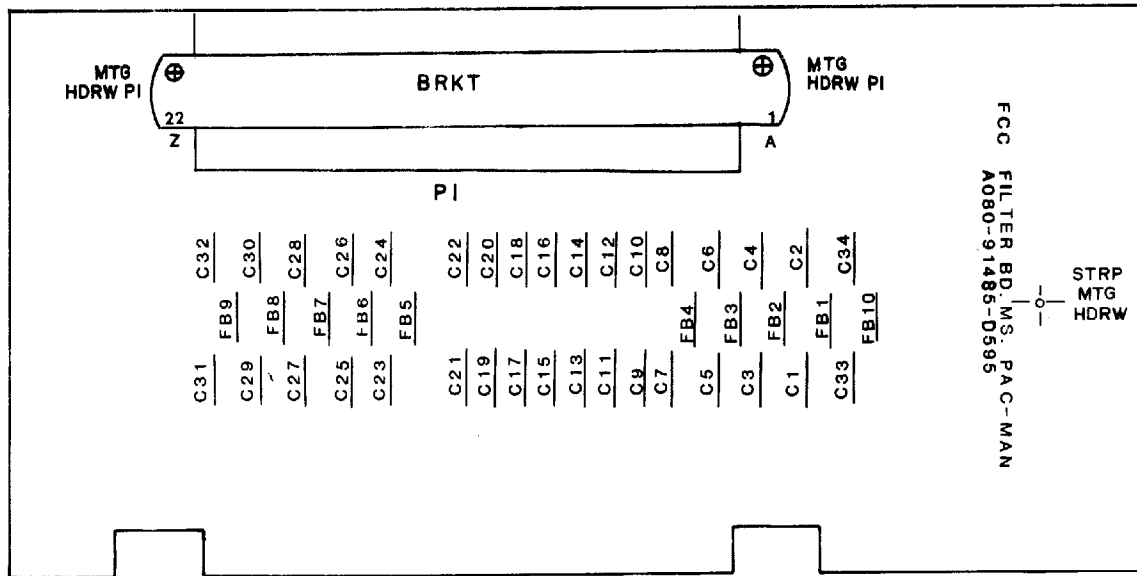 MTG
HDRW PI
BRKT
MTG
HDRW PI
22
1
Z
A
PI
C32 C30 C28 C26 C24 C22 C20 C18 C16 C14 C12 C10 C8 C6 C4 C2 C34
FB9 FB8 FB7 FB6 FB5 FB4 FB3 FB2 FB1 FB10
C31 C29 C27 C25 C23 C21 C19 C17 C15 C13 C11 C9 C7 C5 C3 C1 C33
FCC FILTER BD. MS. PAC-MAN
A080-91485-D595
STRP
MTG
HDRW